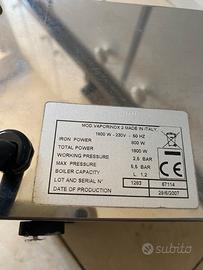 MOD. VAPORINOX 2 MADE IN ITALY
1600 W - 230V - 50 HZ
IRON POWER 800 W
TOTAL POWER 1600 W
WORKING PRESSURE 2,5 BAR
MAX PRESSURE 5,5 BAR
BOILER CAPACITY L. 1,2
LOT AND SERIAL N° 1283 67114
DATE OF PRODUCTION 29/6/2007
CE
subito